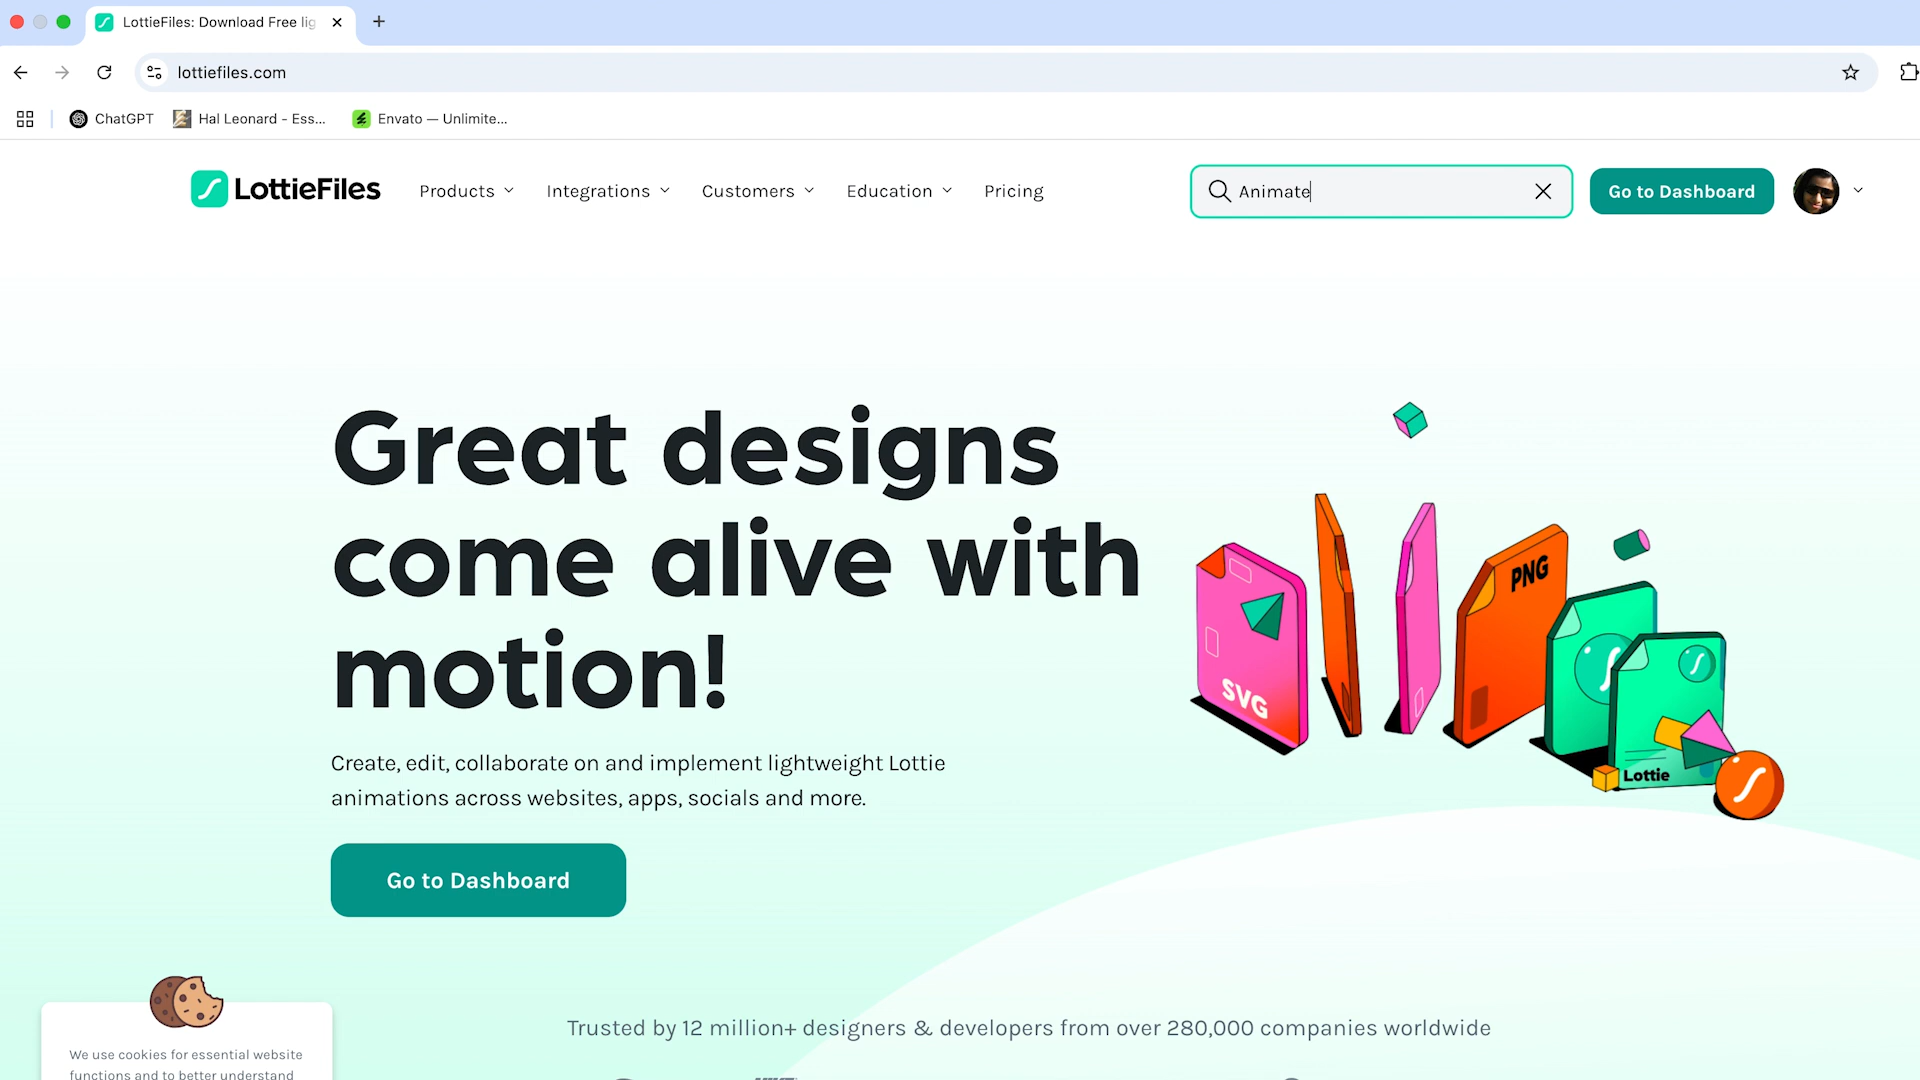 LottieFiles: Download Free lig
lottiefiles.com
ChatGPT
Hal Leonard - Ess...
Envato — Unlimite...
LottieFiles
Products
Integrations
Customers
Education
Pricing
Animate
Go to Dashboard
Great designs
come alive with
motion!
Create, edit, collaborate on and implement lightweight Lottie
animations across websites, apps, socials and more.
Go to Dashboard
SVG
PNG
Lottie
Trusted by 12 million+ designers & developers from over 280,000 companies worldwide
We use cookies for essential website
functions and to better understand